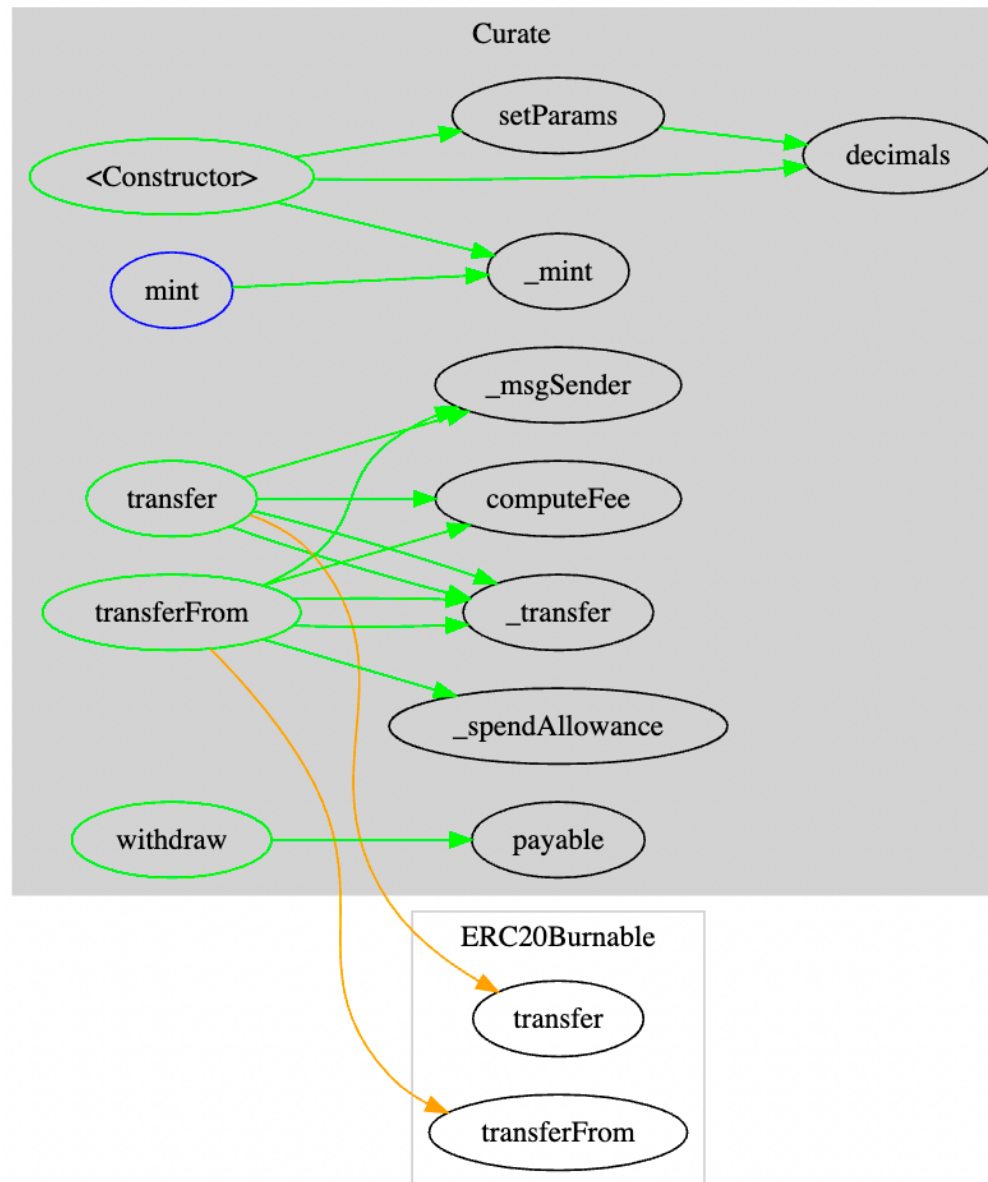 Curate
setParams
decimals
<Constructor>
_mint
mint
_msgSender
transfer
computeFee
transferFrom
_transfer
_spendAllowance
withdraw
payable
ERC20Burnable
transfer
transferFrom